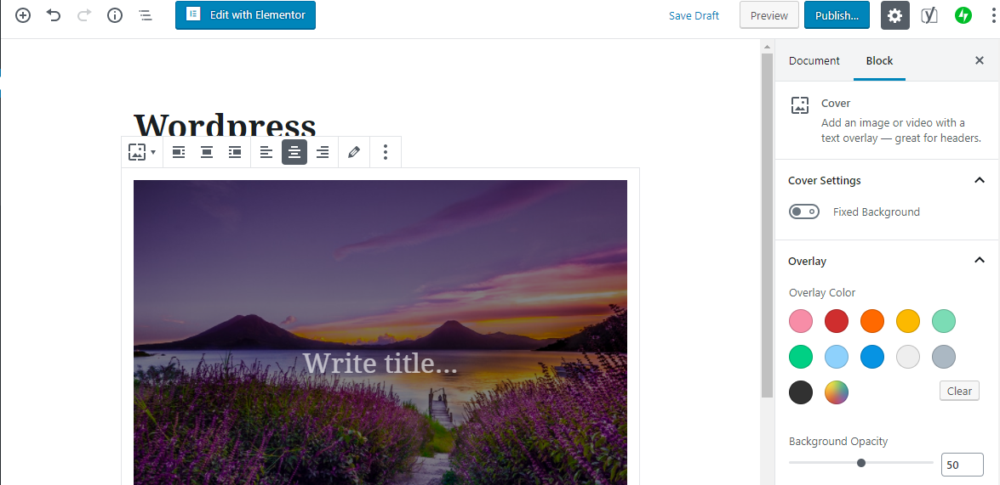 Edit with Elementor
Save Draft
Preview
Publish...
Wordpress
Write title...
Document
Block
Cover
Add an image or video with a
text overlay — great for headers.
Cover Settings
Fixed Background
Overlay
Overlay Color
Clear
Background Opacity
50